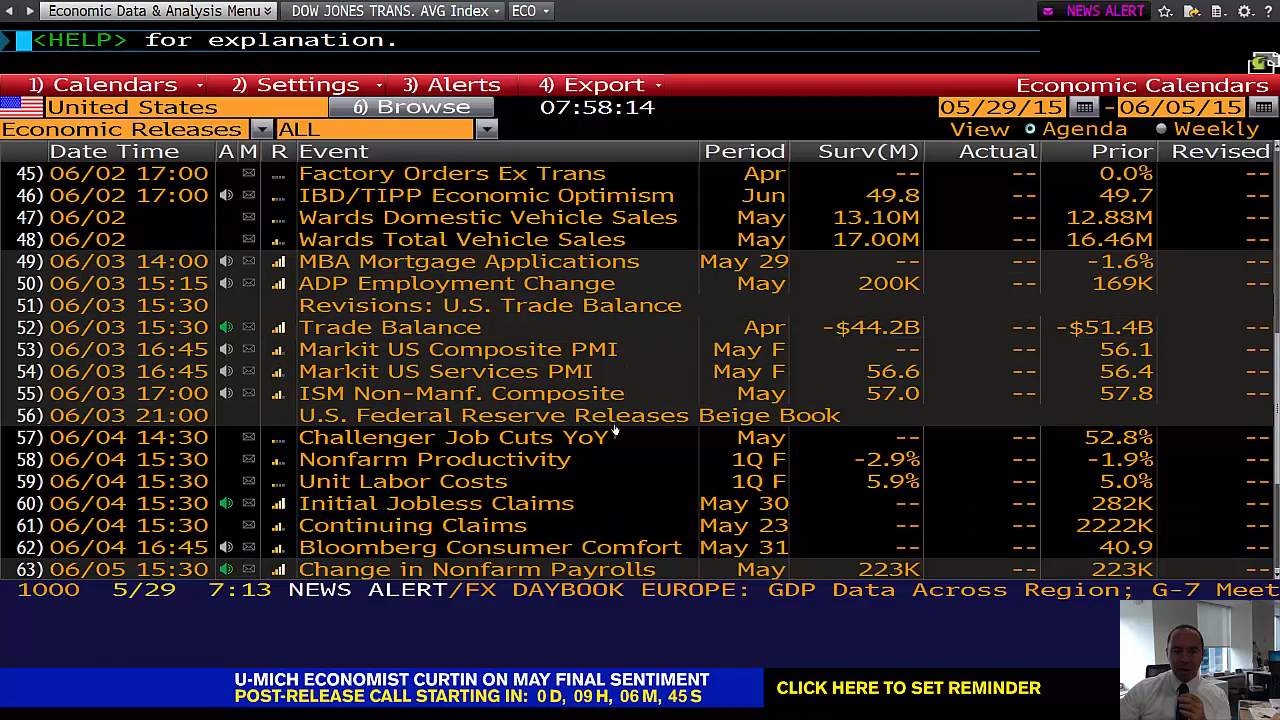 Economic Data & Analysis Menu DOW JONES TRANS. AVG Index ECO NEWS ALERT
<HELP> for explanation.
1) Calendars 2) Settings 3) Alerts 4) Export Economic Calendars
United States 6) Browse 07:58:14 05/29/15 - 06/05/15
Economic Releases ALL View Agenda Weekly
Date Time A M R Event Period Surv(M) Actual Prior Revised
45) 06/02 17:00 Factory Orders Ex Trans Apr -- -- 0.0% --
46) 06/02 17:00 IBD/TIPP Economic Optimism Jun 49.8 -- 49.7 --
47) 06/02 Wards Domestic Vehicle Sales May 13.10M -- 12.88M --
48) 06/02 Wards Total Vehicle Sales May 17.00M -- 16.46M --
49) 06/03 14:00 MBA Mortgage Applications May 29 -- -- -1.6% --
50) 06/03 15:15 ADP Employment Change May 200K -- 169K --
51) 06/03 15:30 Revisions: U.S. Trade Balance
52) 06/03 15:30 Trade Balance Apr -$44.2B -- -$51.4B --
53) 06/03 16:45 Markit US Composite PMI May F -- -- 56.1 --
54) 06/03 16:45 Markit US Services PMI May F 56.6 -- 56.4 --
55) 06/03 17:00 ISM Non-Manf. Composite May 57.0 -- 57.8 --
56) 06/03 21:00 U.S. Federal Reserve Releases Beige Book
57) 06/04 14:30 Challenger Job Cuts YoY May -- -- 52.8% --
58) 06/04 15:30 Nonfarm Productivity 1Q F -2.9% -- -1.9% --
59) 06/04 15:30 Unit Labor Costs 1Q F 5.9% -- 5.0% --
60) 06/04 15:30 Initial Jobless Claims May 30 -- -- 282K --
61) 06/04 15:30 Continuing Claims May 23 -- -- 2222K --
62) 06/04 16:45 Bloomberg Consumer Comfort May 31 -- -- 40.9 --
63) 06/05 15:30 Change in Nonfarm Payrolls May 223K -- 223K --
1000 5/29 7:13 NEWS ALERT/FX DAYBOOK EUROPE: GDP Data Across Region; G-7 Meet
U-MICH ECONOMIST CURTIN ON MAY FINAL SENTIMENT
POST-RELEASE CALL STARTING IN: 0 D, 09 H, 06 M, 45 S
CLICK HERE TO SET REMINDER